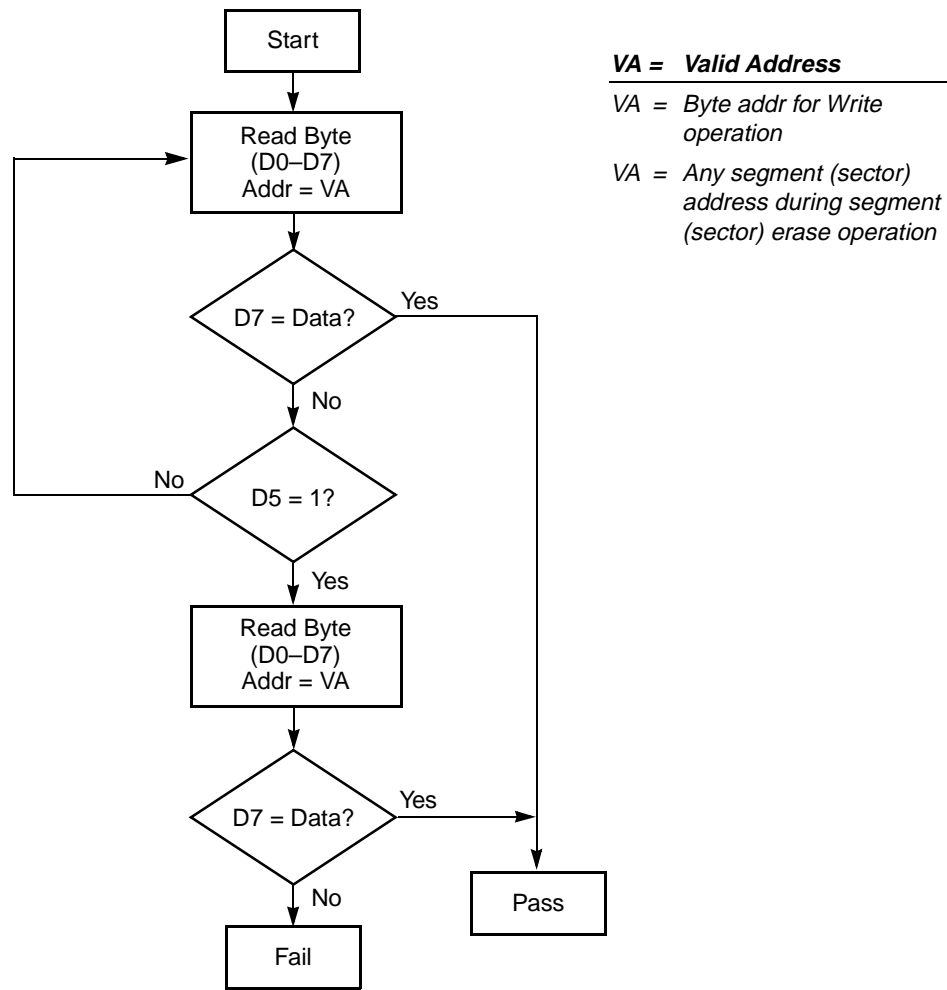 Start
Read Byte
(D0–D7)
Addr = VA
D7 = Data?
Yes
No
D5 = 1?
No
Yes
Read Byte
(D0–D7)
Addr = VA
D7 = Data?
Yes
No
Pass
Fail
VA = Valid Address
VA = Byte addr for Write
operation
VA = Any segment (sector)
address during segment
(sector) erase operation